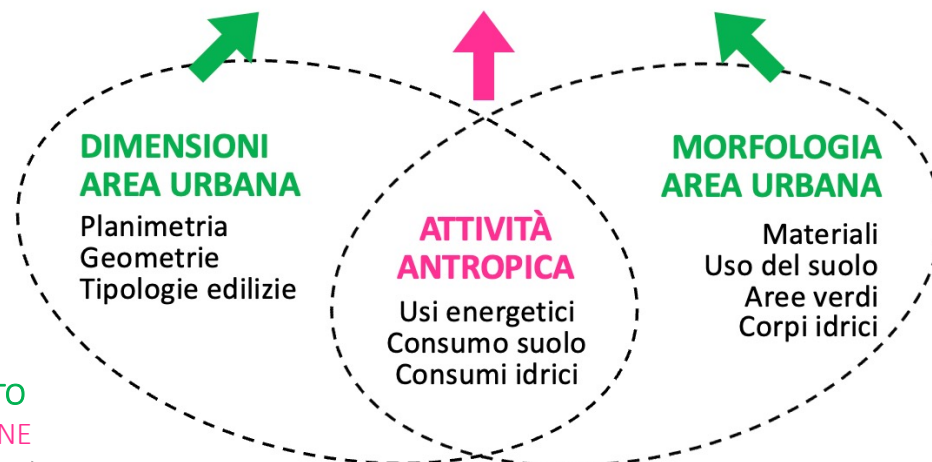 DIMENSIONI
AREA URBANA
Planimetria
Geometrie
Tipologie edilizie
ATTIVITÀ
ANTROPICA
Usi energetici
Consumo suolo
Consumi idrici
MORFOLOGIA
AREA URBANA
Materiali
Uso del suolo
Aree verdi
Corpi idrici
TO
NE